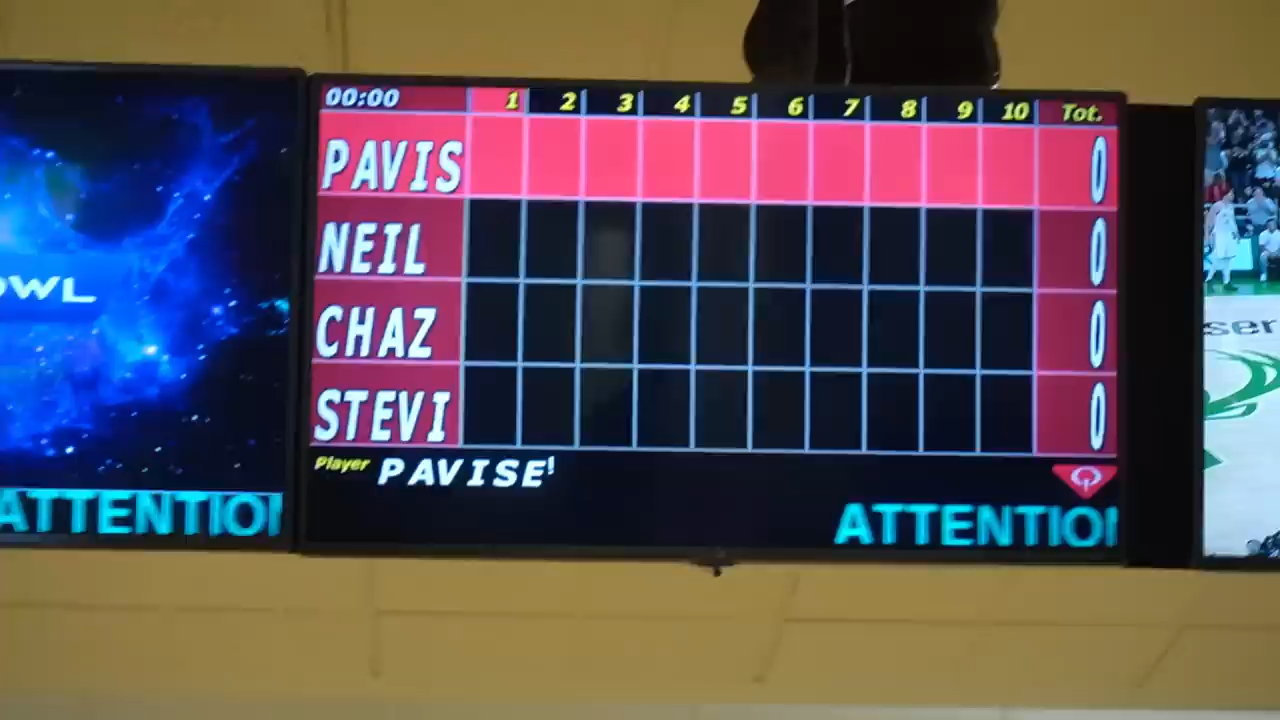 00:00 1 2 3 4 5 6 7 8 9 10 Tot.
PAVIS 0
NEIL 0
CHAZ 0
STEVI 0
Player PAVISE!
ATTENTIO
OWL
ATTENTIO
ser